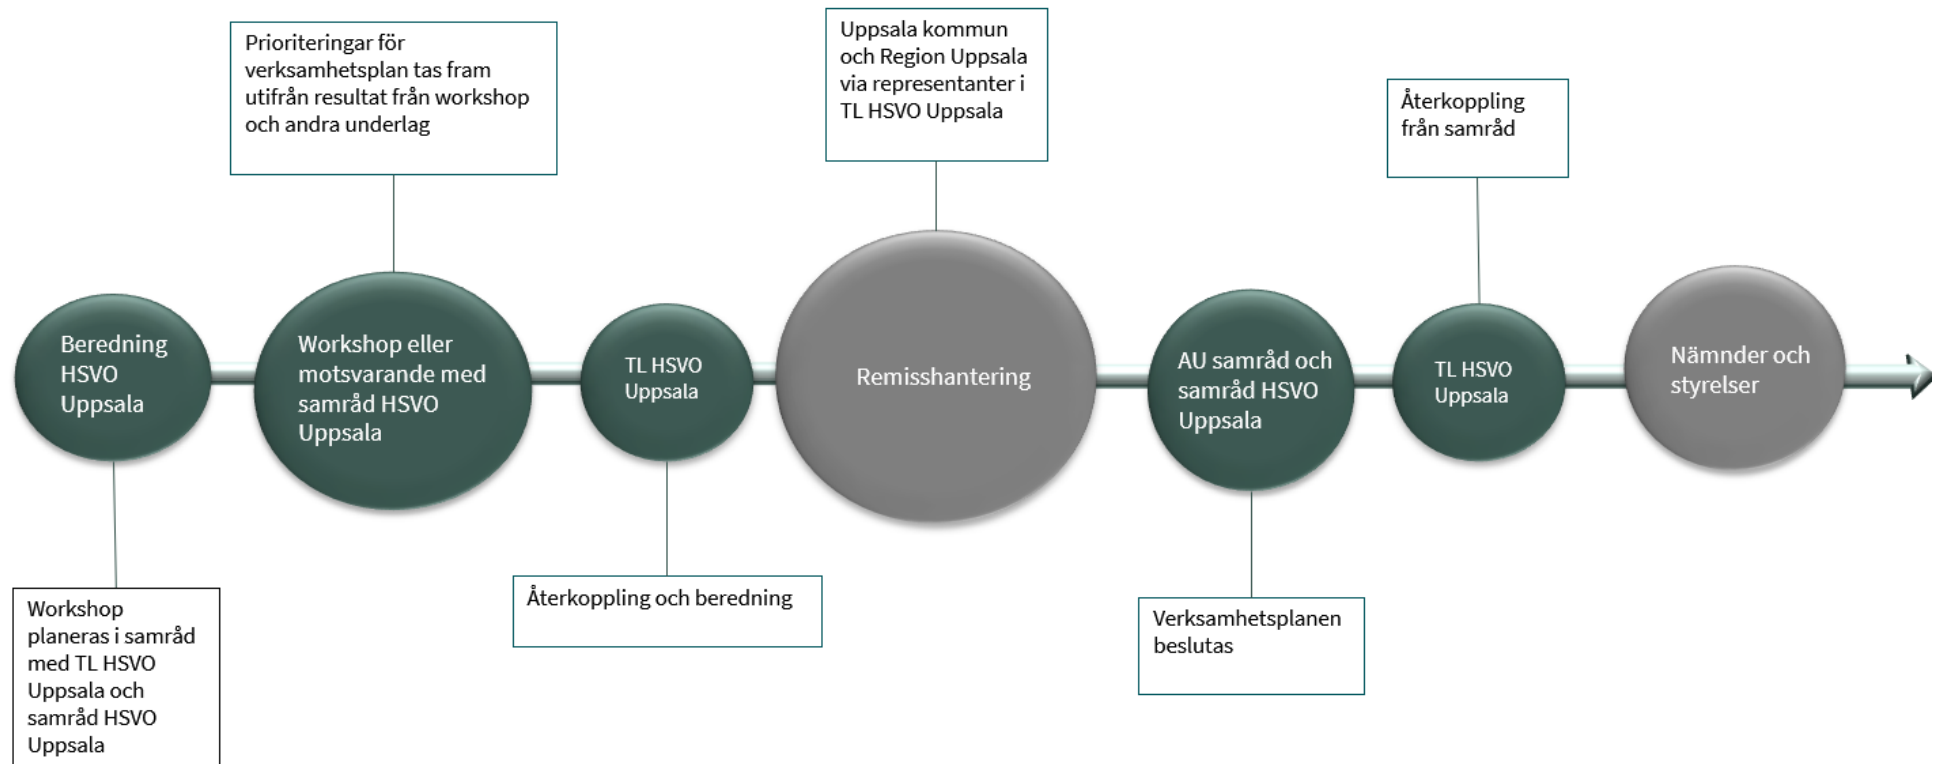 Prioriteringar för
verksamhetsplan tas fram
utifrån resultat från workshop
och andra underlag
Uppsala kommun
och Region Uppsala
via representanter i
TL HSVO Uppsala
Återkoppling
från samråd
Beredning
HSVO
Uppsala
Workshop eller
motsvarande med
samråd HSVO
Uppsala
TL HSVO
Uppsala
Remisshantering
AU samråd och
samråd HSVO
Uppsala
TL HSVO
Uppsala
Nämnder och
styrelser
Workshop
planeras i samråd
med TL HSVO
Uppsala och
samråd HSVO
Uppsala
Återkoppling och beredning
Verksamhetsplanen
beslutas